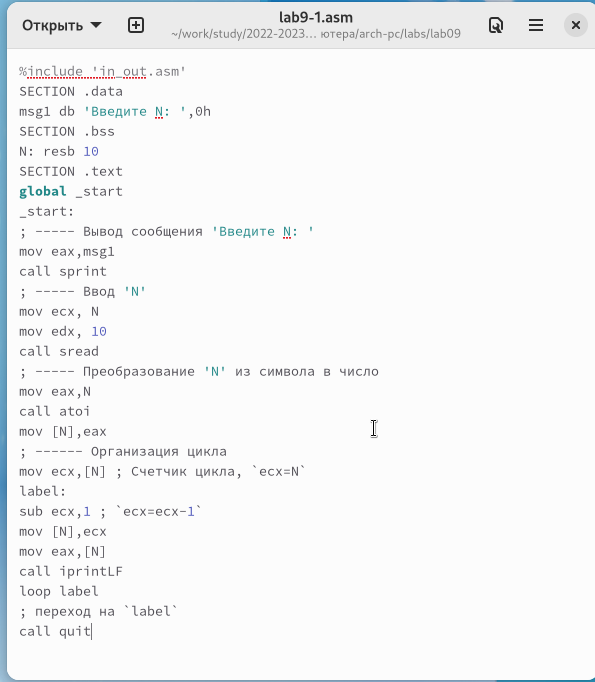 Открыть
lab9-1.asm
~/work/study/2022-2023… ютера/arch-pc/labs/lab09
%include 'in_out.asm'
SECTION .data
msg1 db 'Введите N: ',0h
SECTION .bss
N: resb 10
SECTION .text
global _start
_start:
; ----- Вывод сообщения 'Введите N: '
mov eax,msg1
call sprint
; ----- Ввод 'N'
mov ecx, N
mov edx, 10
call sread
; ----- Преобразование 'N' из символа в число
mov eax,N
call atoi
mov [N],eax
; ------ Организация цикла
mov ecx,[N] ; Счетчик цикла, `ecx=N`
label:
sub ecx,1 ; `ecx=ecx-1`
mov [N],ecx
mov eax,[N]
call iprintLF
loop label
; переход на `label`
call quit